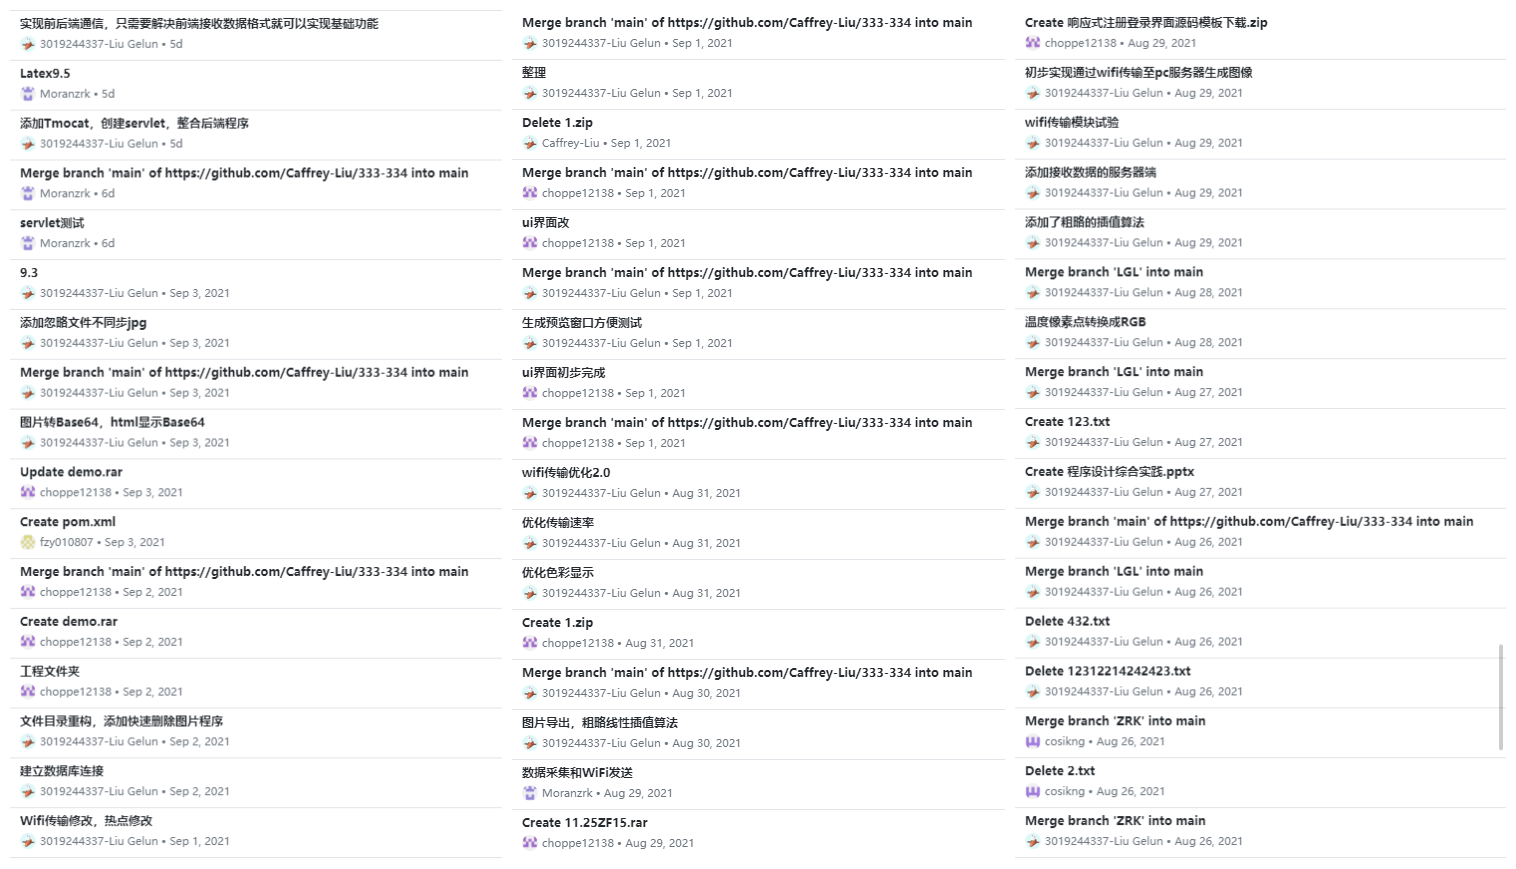 实现前后端通信，只需要解决前端接收数据格式就可以实现基础功能
3019244337-Liu Gelun • 5d
Latex9.5
Moranzrk • 5d
添加Tmocat，创建servlet，整合后端程序
3019244337-Liu Gelun • 5d
Merge branch 'main' of https://github.com/Caffrey-Liu/333-334 into main
Moranzrk • 6d
servlet测试
Moranzrk • 6d
9.3
3019244337-Liu Gelun • Sep 3, 2021
添加忽略文件不同步jpg
3019244337-Liu Gelun • Sep 3, 2021
Merge branch 'main' of https://github.com/Caffrey-Liu/333-334 into main
3019244337-Liu Gelun • Sep 3, 2021
图片转Base64，html显示Base64
3019244337-Liu Gelun • Sep 3, 2021
Update demo.rar
choppe12138 • Sep 3, 2021
Create pom.xml
fzy010807 • Sep 3, 2021
Merge branch 'main' of https://github.com/Caffrey-Liu/333-334 into main
choppe12138 • Sep 2, 2021
Create demo.rar
choppe12138 • Sep 2, 2021
工程文件夹
choppe12138 • Sep 2, 2021
文件目录重构，添加快速删除图片程序
3019244337-Liu Gelun • Sep 2, 2021
建立数据库连接
3019244337-Liu Gelun • Sep 2, 2021
Wifi传输修改，热点修改
3019244337-Liu Gelun • Sep 1, 2021
Merge branch 'main' of https://github.com/Caffrey-Liu/333-334 into main
3019244337-Liu Gelun • Sep 1, 2021
整理
3019244337-Liu Gelun • Sep 1, 2021
Delete 1.zip
Caffrey-Liu • Sep 1, 2021
Merge branch 'main' of https://github.com/Caffrey-Liu/333-334 into main
choppe12138 • Sep 1, 2021
ui界面改
choppe12138 • Sep 1, 2021
Merge branch 'main' of https://github.com/Caffrey-Liu/333-334 into main
3019244337-Liu Gelun • Sep 1, 2021
生成预览窗口方便测试
3019244337-Liu Gelun • Sep 1, 2021
ui界面初步完成
choppe12138 • Sep 1, 2021
Merge branch 'main' of https://github.com/Caffrey-Liu/333-334 into main
choppe12138 • Sep 1, 2021
wifi传输优化2.0
3019244337-Liu Gelun • Aug 31, 2021
优化传输速率
3019244337-Liu Gelun • Aug 31, 2021
优化色彩显示
3019244337-Liu Gelun • Aug 31, 2021
Create 1.zip
choppe12138 • Aug 31, 2021
Merge branch 'main' of https://github.com/Caffrey-Liu/333-334 into main
3019244337-Liu Gelun • Aug 30, 2021
图片导出，粗略线性插值算法
3019244337-Liu Gelun • Aug 30, 2021
数据采集和WiFi发送
Moranzrk • Aug 29, 2021
Create 11.25ZF15.rar
choppe12138 • Aug 29, 2021
Create 响应式注册登录界面源码模板下载.zip
choppe12138 • Aug 29, 2021
初步实现通过wifi传输至pc服务器生成图像
3019244337-Liu Gelun • Aug 29, 2021
wifi传输模块试验
3019244337-Liu Gelun • Aug 29, 2021
添加接收数据的服务器端
3019244337-Liu Gelun • Aug 29, 2021
添加了粗略的插值算法
3019244337-Liu Gelun • Aug 29, 2021
Merge branch 'LGL' into main
3019244337-Liu Gelun • Aug 28, 2021
温度像素点转换成RGB
3019244337-Liu Gelun • Aug 28, 2021
Merge branch 'LGL' into main
3019244337-Liu Gelun • Aug 27, 2021
Create 123.txt
3019244337-Liu Gelun • Aug 27, 2021
Create 程序设计综合实践.pptx
3019244337-Liu Gelun • Aug 27, 2021
Merge branch 'main' of https://github.com/Caffrey-Liu/333-334 into main
3019244337-Liu Gelun • Aug 26, 2021
Merge branch 'LGL' into main
3019244337-Liu Gelun • Aug 26, 2021
Delete 432.txt
3019244337-Liu Gelun • Aug 26, 2021
Delete 12312214242423.txt
3019244337-Liu Gelun • Aug 26, 2021
Merge branch 'ZRK' into main
cosikng • Aug 26, 2021
Delete 2.txt
cosikng • Aug 26, 2021
Merge branch 'ZRK' into main
3019244337-Liu Gelun • Aug 26, 2021